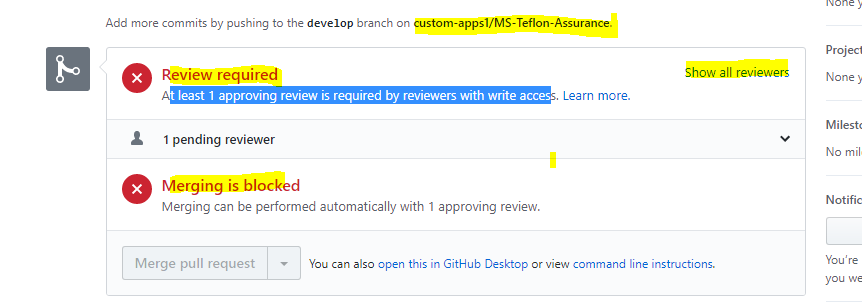 Add more commits by pushing to the develop branch on custom-apps1/MS-Teflon-Assurance.
None y
Review required
Show all reviewers
At least 1 approving review is required by reviewers with write access. Learn more.
Project
None y
1 pending reviewer
Milesto
No mil
Merging is blocked
Merging can be performed automatically with 1 approving review.
Notific
Merge pull request
You can also open this in GitHub Desktop or view command line instructions.
You're
you we